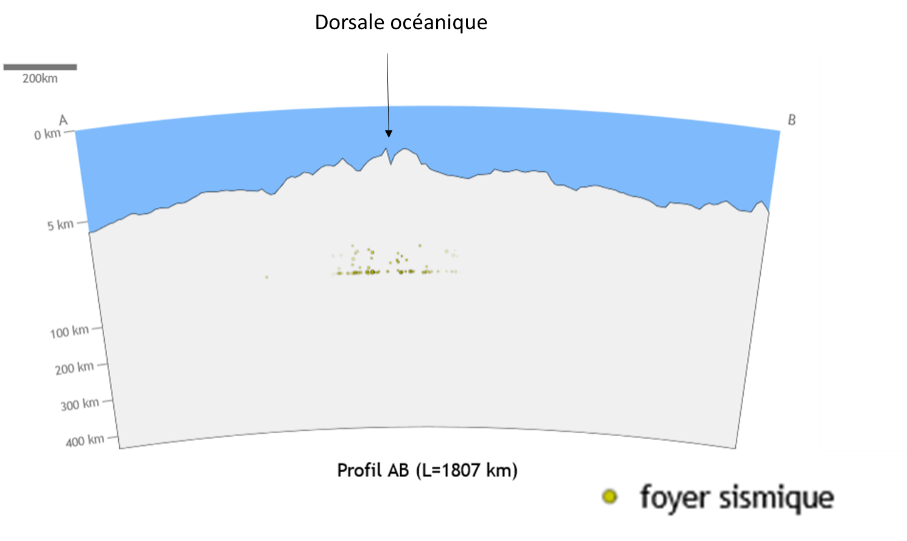 Dorsale océanique
200km
A
B
0 km
5 km
100 km
200 km
300 km
400 km
Profil AB (L=1807 km)
foyer sismique